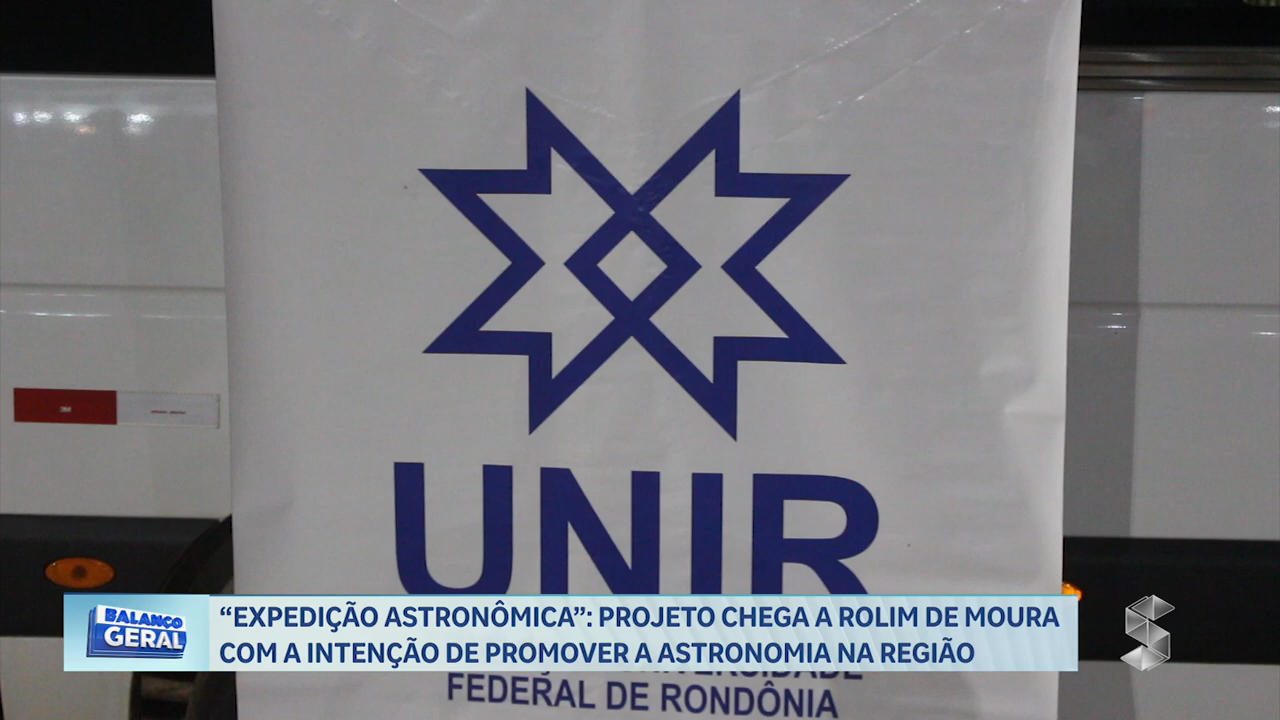 UNIR
BALANÇO
GERAL
“EXPEDIÇÃO ASTRONÔMICA”: PROJETO CHEGA A ROLIM DE MOURA
COM A INTENÇÃO DE PROMOVER A ASTRONOMIA NA REGIÃO
FEDERAL DE RONDÔNIA
3M